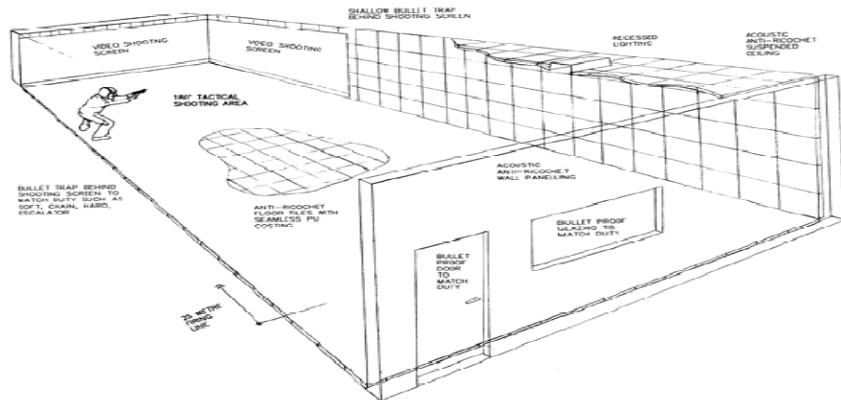 SHALLOW BULLET TRAP
BEHIND SHOOTING SCREEN
VIDEO SHOOTING
SCREEN
VIDEO SHOOTING
SCREEN
RECESSED
LIGHTING
ACOUSTIC
ANTI-RICOCHET
SUSPENDED
CEILING
180° TACTICAL
SHOOTING AREA
BULLET TRAP BEHIND
SHOOTING SCREEN TO
MATCH DUTY SUCH AS
SOFT, CHAIN, HARD,
ESCALATOR
ANTI-RICOCHET
FLOOR TILES WITH
SEAMLESS PU
COSTING
ACOUSTIC
ANTI-RICOCHET
WALL PANELLING
BULLET PROOF
GLAZING TO
MATCH DUTY
BULLET
PROOF
DOOR
TO
MATCH
DUTY
25 METRE
FIRING
LINE